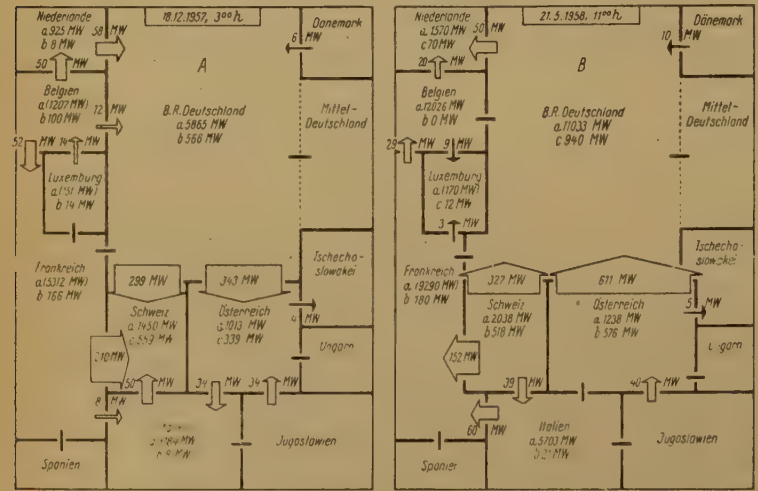 18.12.1957, 3⁰⁰h
Niederlande
a.925 MW
b 8 MW
58
MW
6
MW
Dänemark
A
50
MW
Belgien
a.(1207 MW)
b 100 MW
12
MW
B.R.Deutschland
a.5865 MW
b 566 MW
Mittel-
Deutschland
52
MW
14
MW
Luxemburg
b 14 MW
Frankreich
a.(5312 MW)
b 166 MW
299 MW
343 MW
Tschecho-
slowakei
Schweiz
a.1450 MW
c.559 MW
Österreich
a.1013 MW
c.339 MW
4
MW
Ungarn
310 MW
50
MW
34
MW
34
MW
8
MW
Spanien
Jugoslawien
21.5.1958, 11⁰⁰h
Niederlande
a.1570 MW
c 70 MW
50
MW
10
MW
Dänemark
B
20
MW
Belgien
a.(2026 MW)
b.0 MW
B.R.Deutschland
a.11033 MW
c.940 MW
Mittel-
Deutschland
29
MW
9
MW
Luxemburg
a.(170 MW)
c.12 MW
3
MW
Frankreich
a.(9290 MW)
b.180 MW
327 MW
611 MW
Tschecho-
slowakei
Schweiz
a.2038 MW
b.518 MW
Österreich
a.1238 MW
b.576 MW
5
MW
152 MW
39
MW
40
MW
60
MW
Italien
a.5703 MW
b.21 MW
Spanien
Jugoslawien